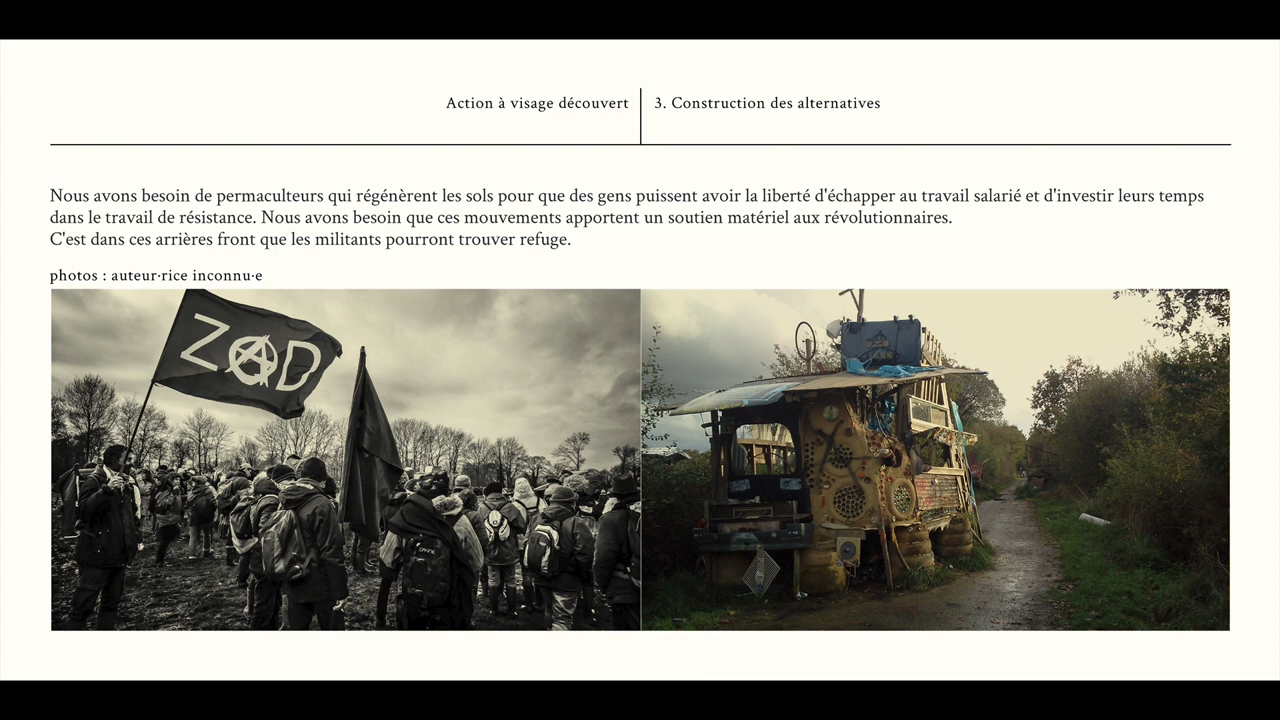 Action à visage découvert
3. Construction des alternatives
Nous avons besoin de permaculteurs qui régénèrent les sols pour que des gens puissent avoir la liberté d'échapper au travail salarié et d'investir leurs temps
dans le travail de résistance. Nous avons besoin que ces mouvements apportent un soutien matériel aux révolutionnaires.
C'est dans ces arrières front que les militants pourront trouver refuge.
photos : auteur·rice inconnu·e
ZAD